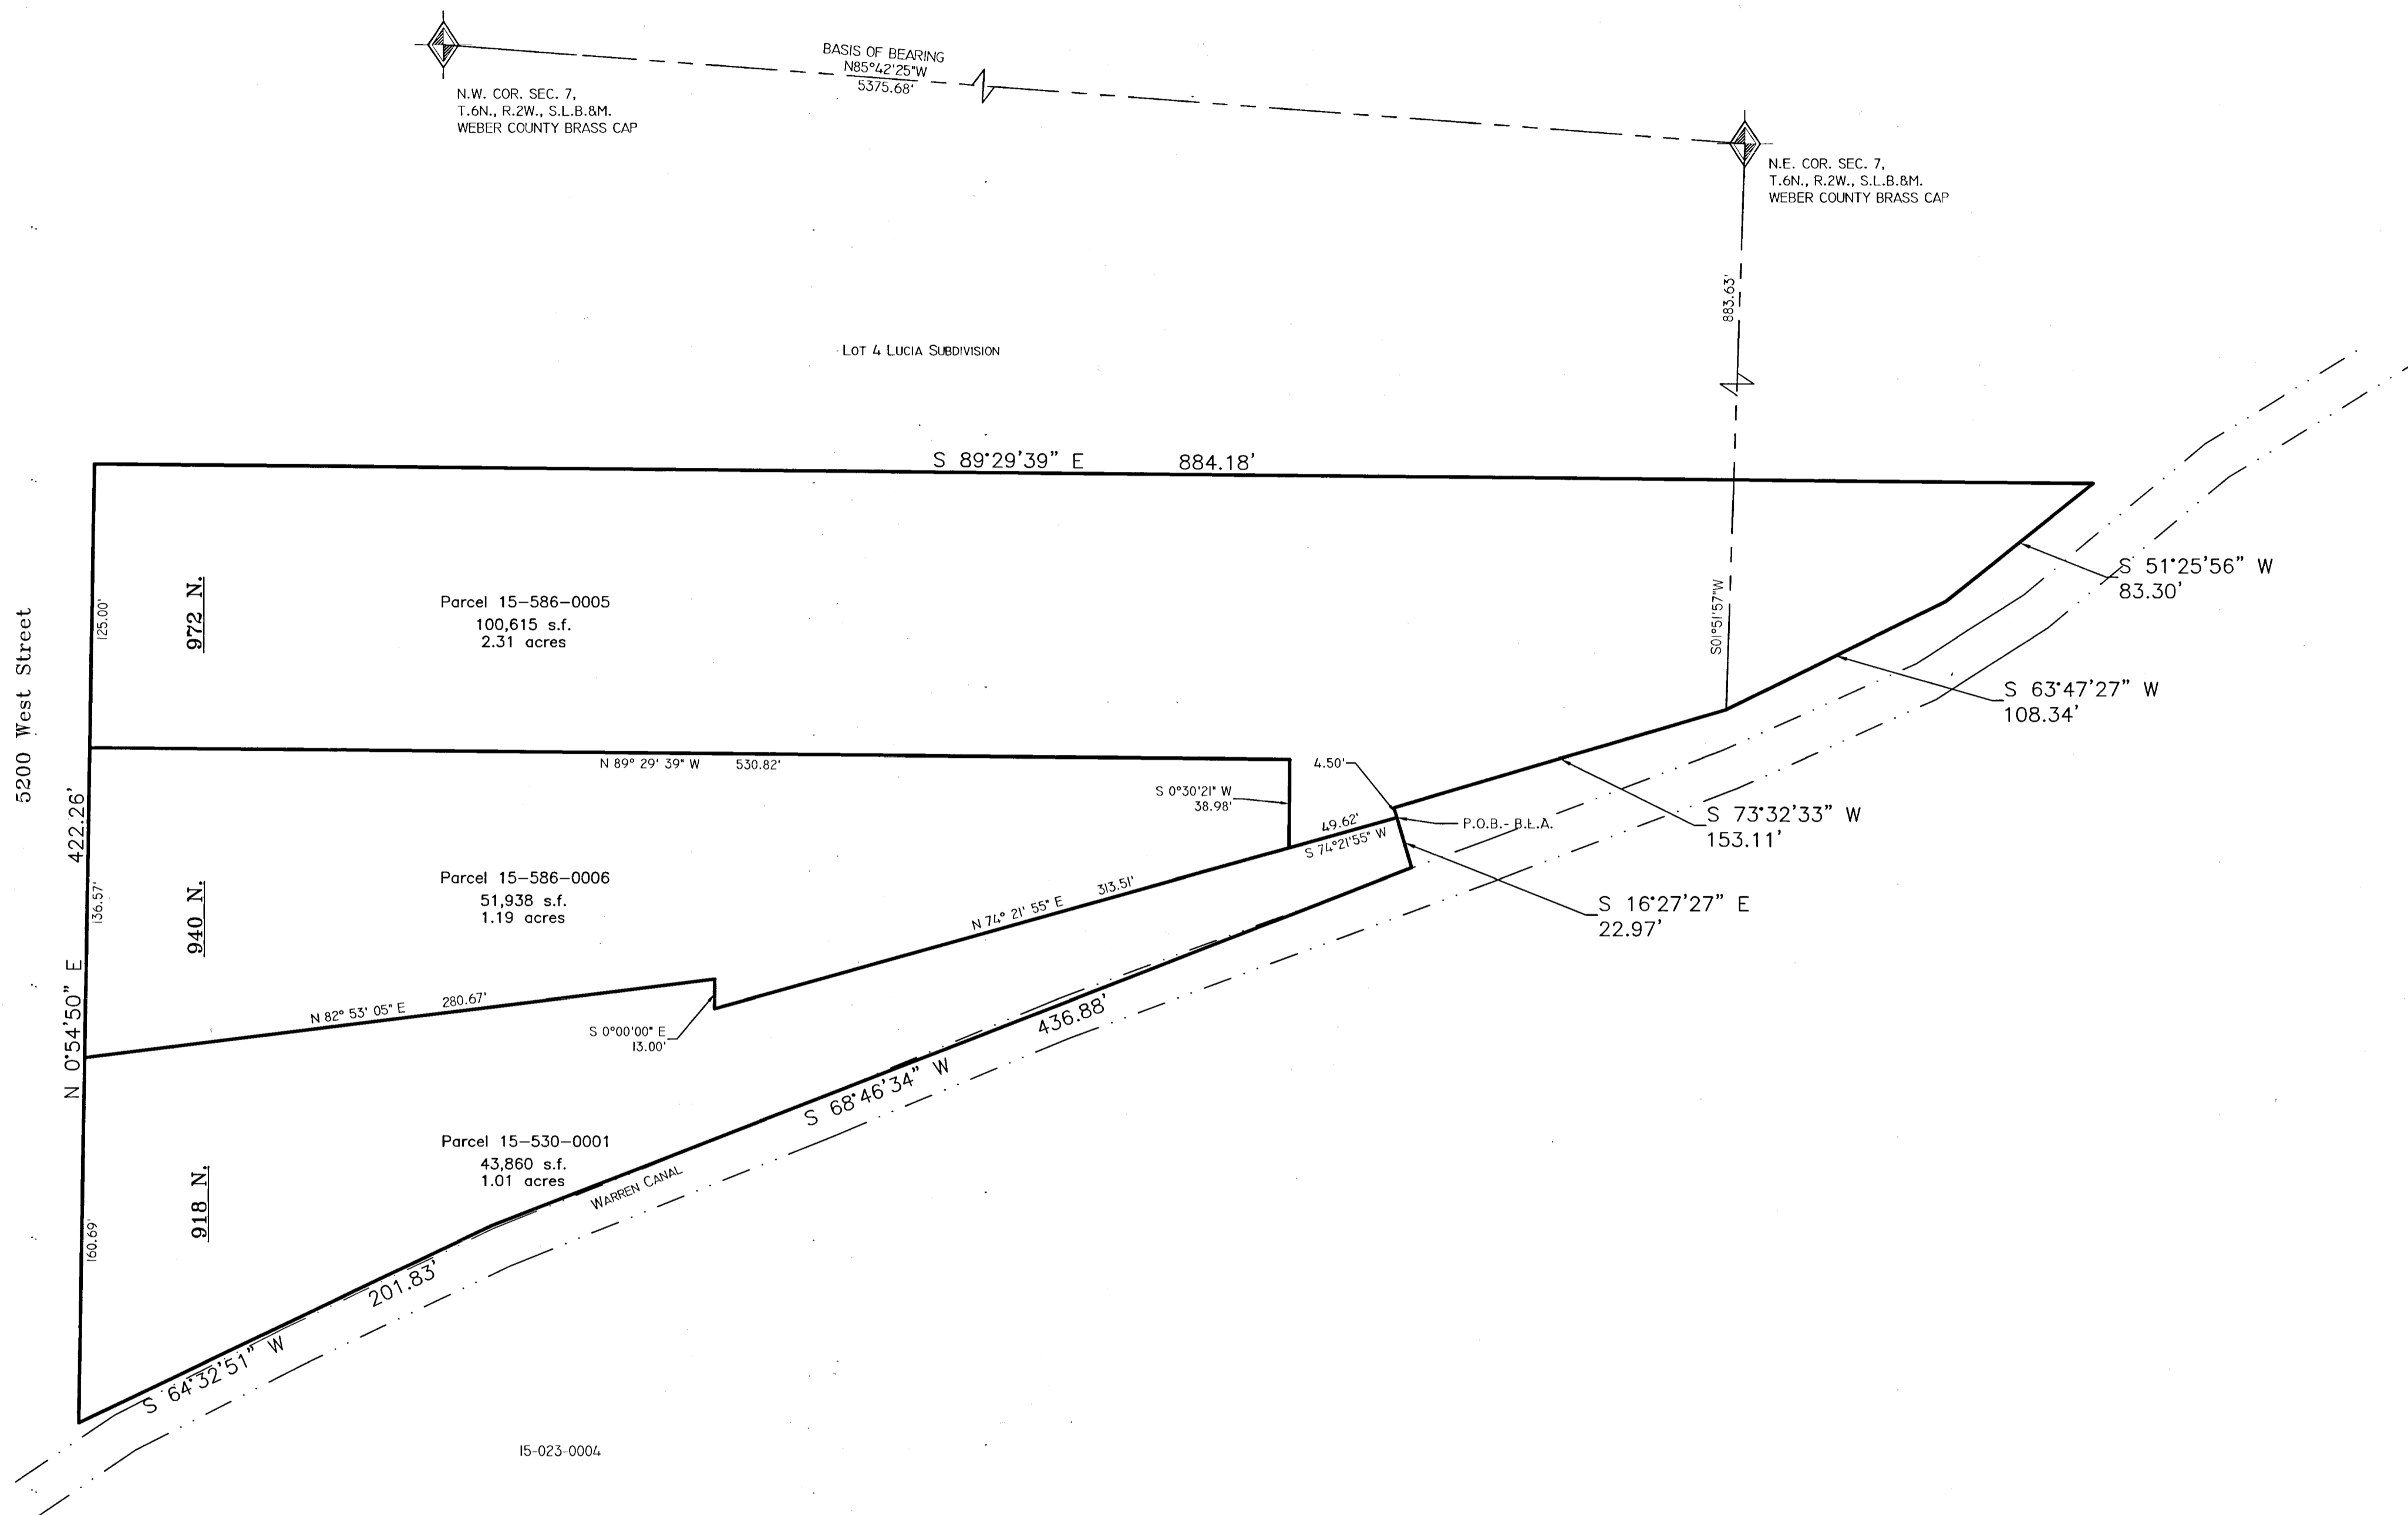 BASIS OF BEARING
N85°42'25"W
5375.68'
N.W. COR. SEC. 7,
T.6N., R.2W., S.L.B.&M.
WEBER COUNTY BRASS CAP
N.E. COR. SEC. 7,
T.6N., R.2W., S.L.B.&M.
WEBER COUNTY BRASS CAP
883.63'
LOT 4 LUCIA SUBDIVISION
S 89°29'39" E 884.18'
S 51°25'56" W
83.30'
5200 West Street
125.00'
972 N.
Parcel 15-586-0005
100,615 s.f.
2.31 acres
S01°51'57"W
S 63°47'27" W
108.34'
N 89° 29' 39" W 530.82'
4.50'
S 0°30'21" W
38.98'
49.62'
S 74°21'55" W
P.O.B.- B.L.A.
S 73°32'33" W
153.11'
N 0°54'50" E 422.26'
136.57'
940 N.
Parcel 15-586-0006
51,938 s.f.
1.19 acres
N 74° 21' 55" E 313.51'
S 16°27'27" E
22.97'
N 82° 53' 05" E 280.67'
S 0°00'00" E
13.00'
S 68°46'34" W 436.88'
160.69'
918 N.
Parcel 15-530-0001
43,860 s.f.
1.01 acres
WARREN CANAL
S 64°32'51" W 201.83'
15-023-0004